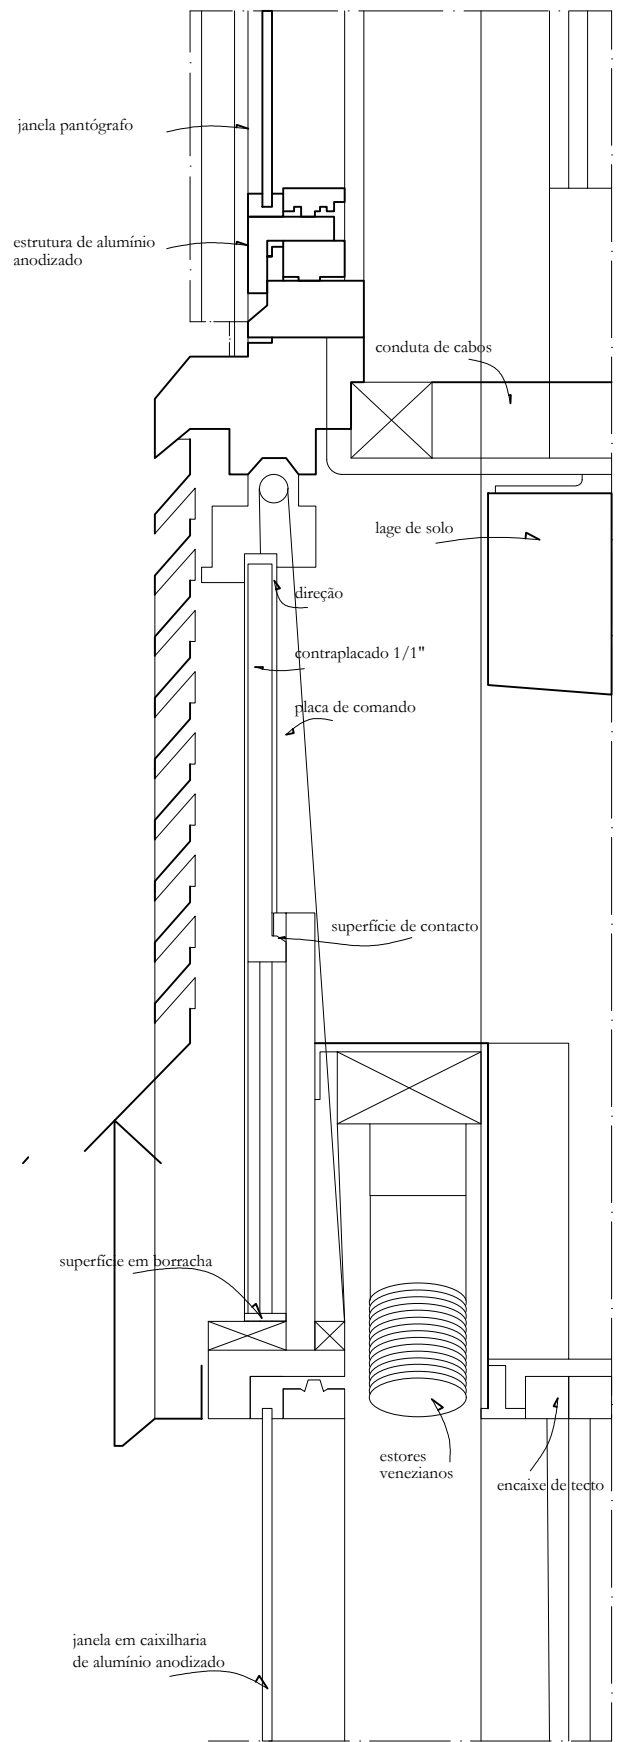 janela pantógrafo
estrutura de alumínio
anodizado
conduta de cabos
lage de solo
direção
contraplacado 1/1"
placa de comando
superfície de contacto
superfície em borracha
estores
venezianos
encaixe de tecto
janela em caixilharia
de alumínio anodizado